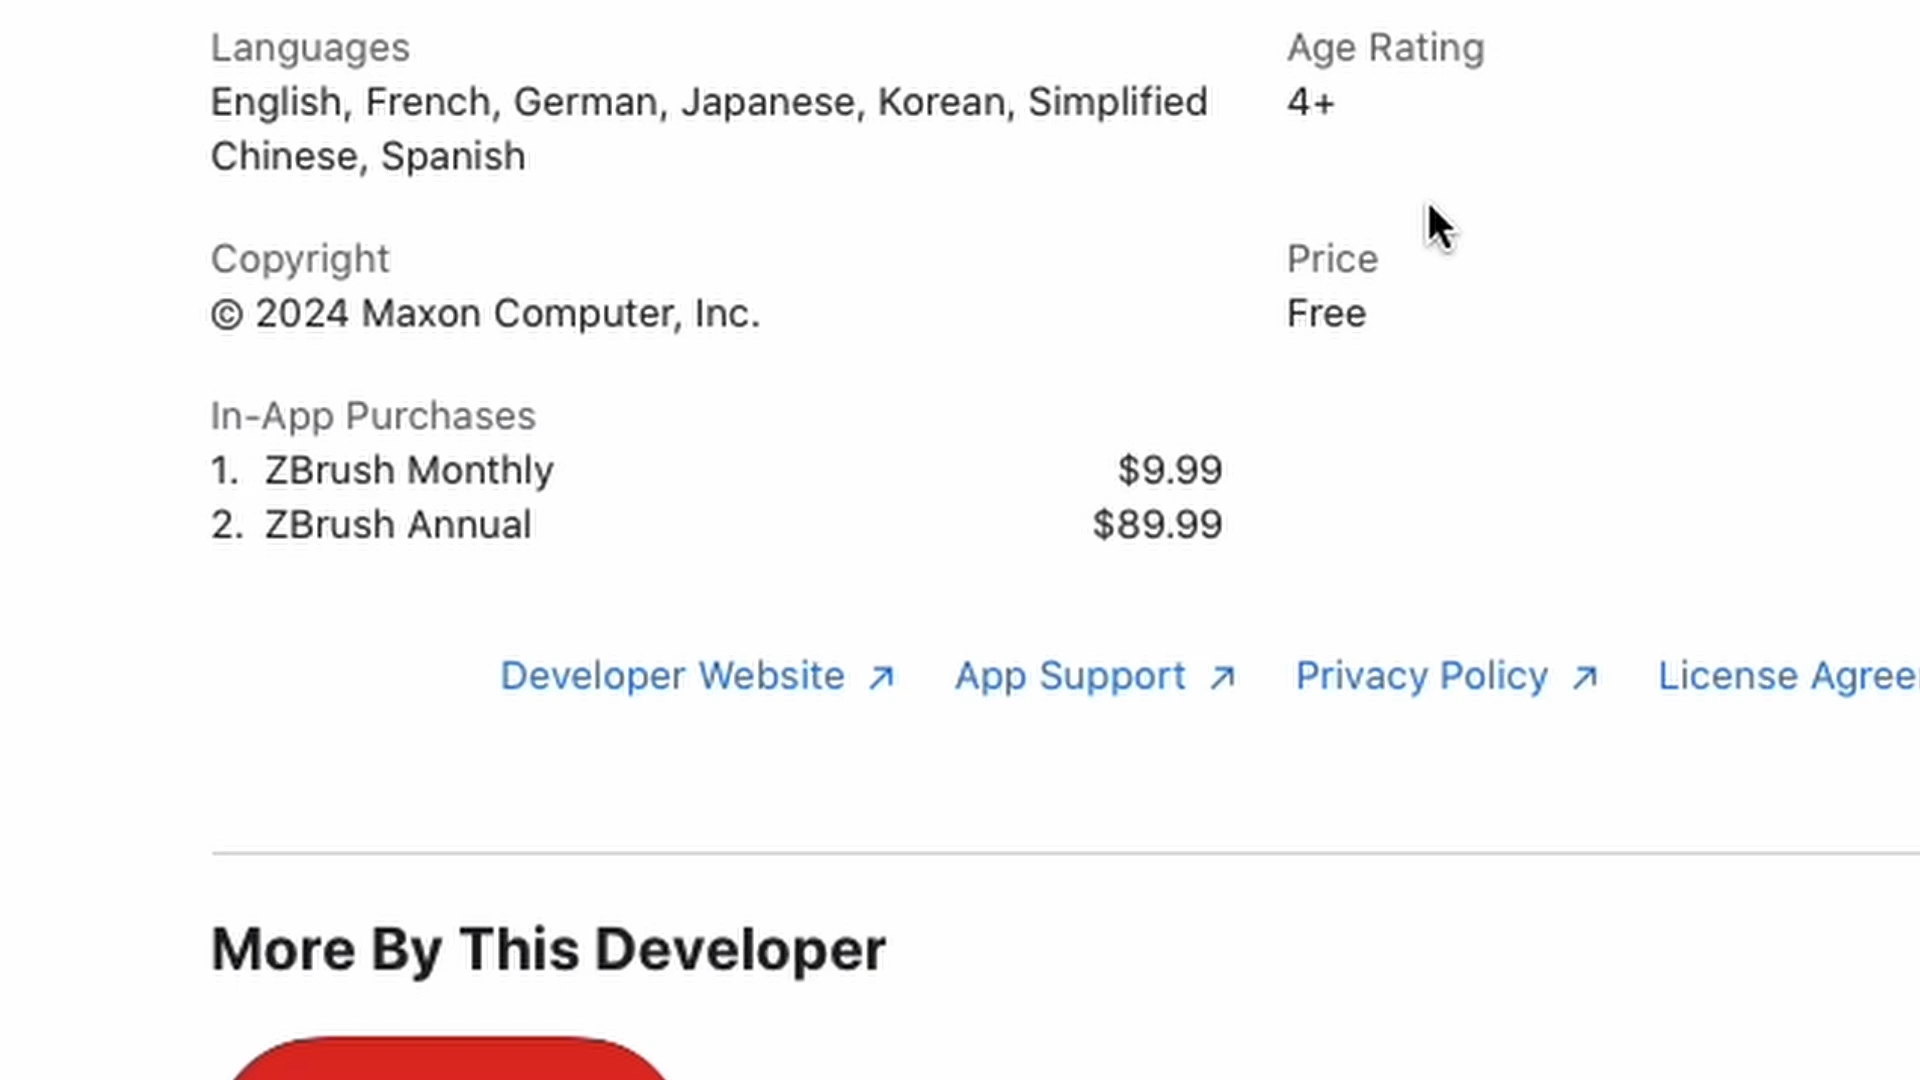 Languages
English, French, German, Japanese, Korean, Simplified
Chinese, Spanish
Age Rating
4+
Copyright
© 2024 Maxon Computer, Inc.
Price
Free
In-App Purchases
1. ZBrush Monthly $9.99
2. ZBrush Annual $89.99
Developer Website ↗ App Support ↗ Privacy Policy ↗ License
More By This Developer